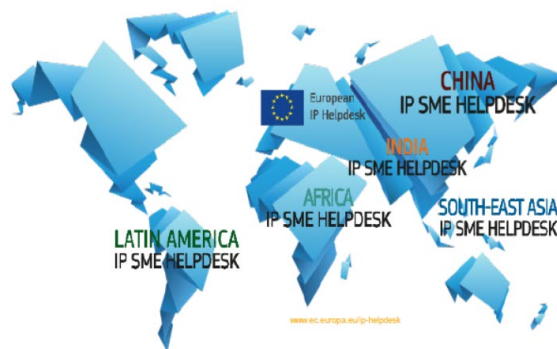 CHINA
IP SME HELPDESK
European
IP Helpdesk
INDIA
IP SME HELPDESK
AFRICA
IP SME HELPDESK
SOUTH-EAST ASIA
IP SME HELPDESK
LATIN AMERICA
IP SME HELPDESK
www.ec.europa.eu/ip-helpdesk